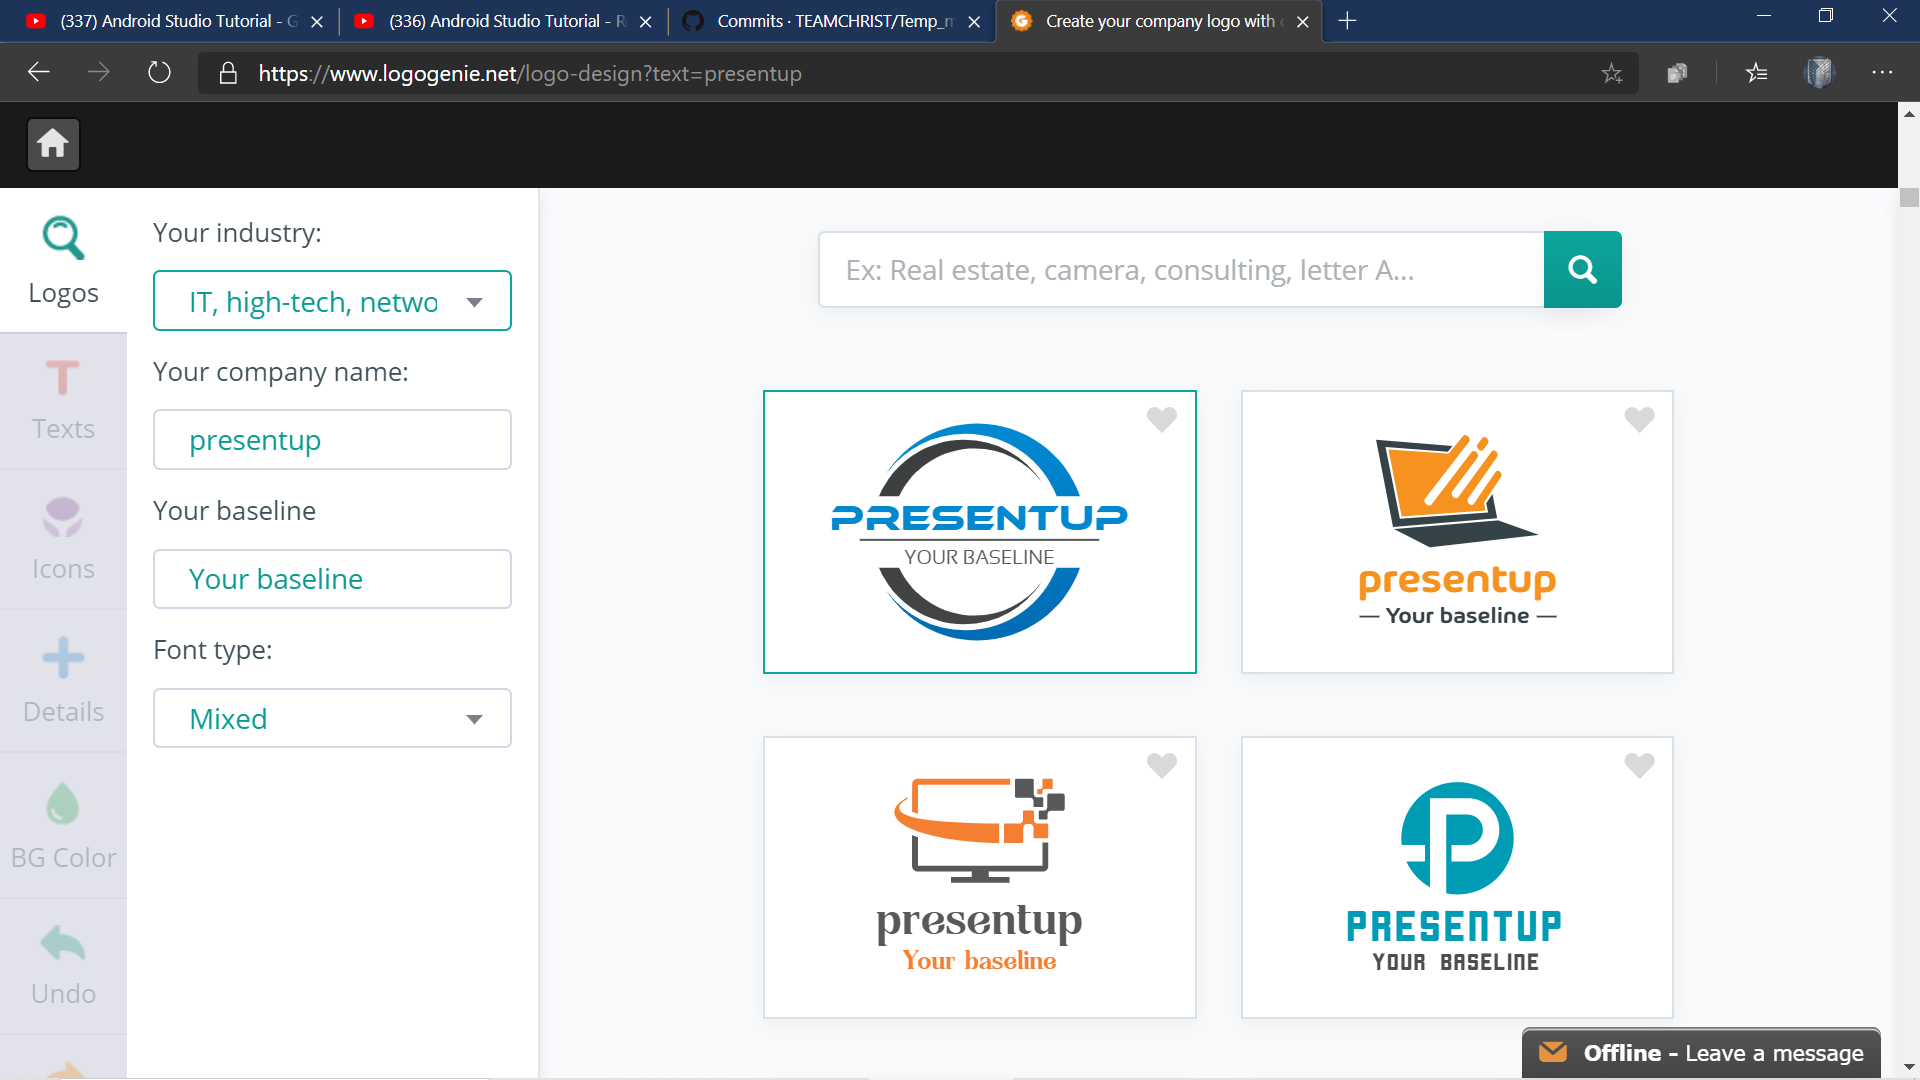 (337) Android Studio Tutorial - G
(336) Android Studio Tutorial - R
Commits · TEAMCHRIST/Temp_m
Create your company logo with
https://www.logogenie.net/logo-design?text=presentup
Logos
Texts
Icons
Details
BG Color
Undo
Your industry:
IT, high-tech, netwo
Your company name:
presentup
Your baseline
Your baseline
Font type:
Mixed
Ex: Real estate, camera, consulting, letter A...
PRESENTUP
YOUR BASELINE
presentup
— Your baseline —
presentup
Your baseline
P
PRESENTUP
YOUR BASELINE
Offline - Leave a message